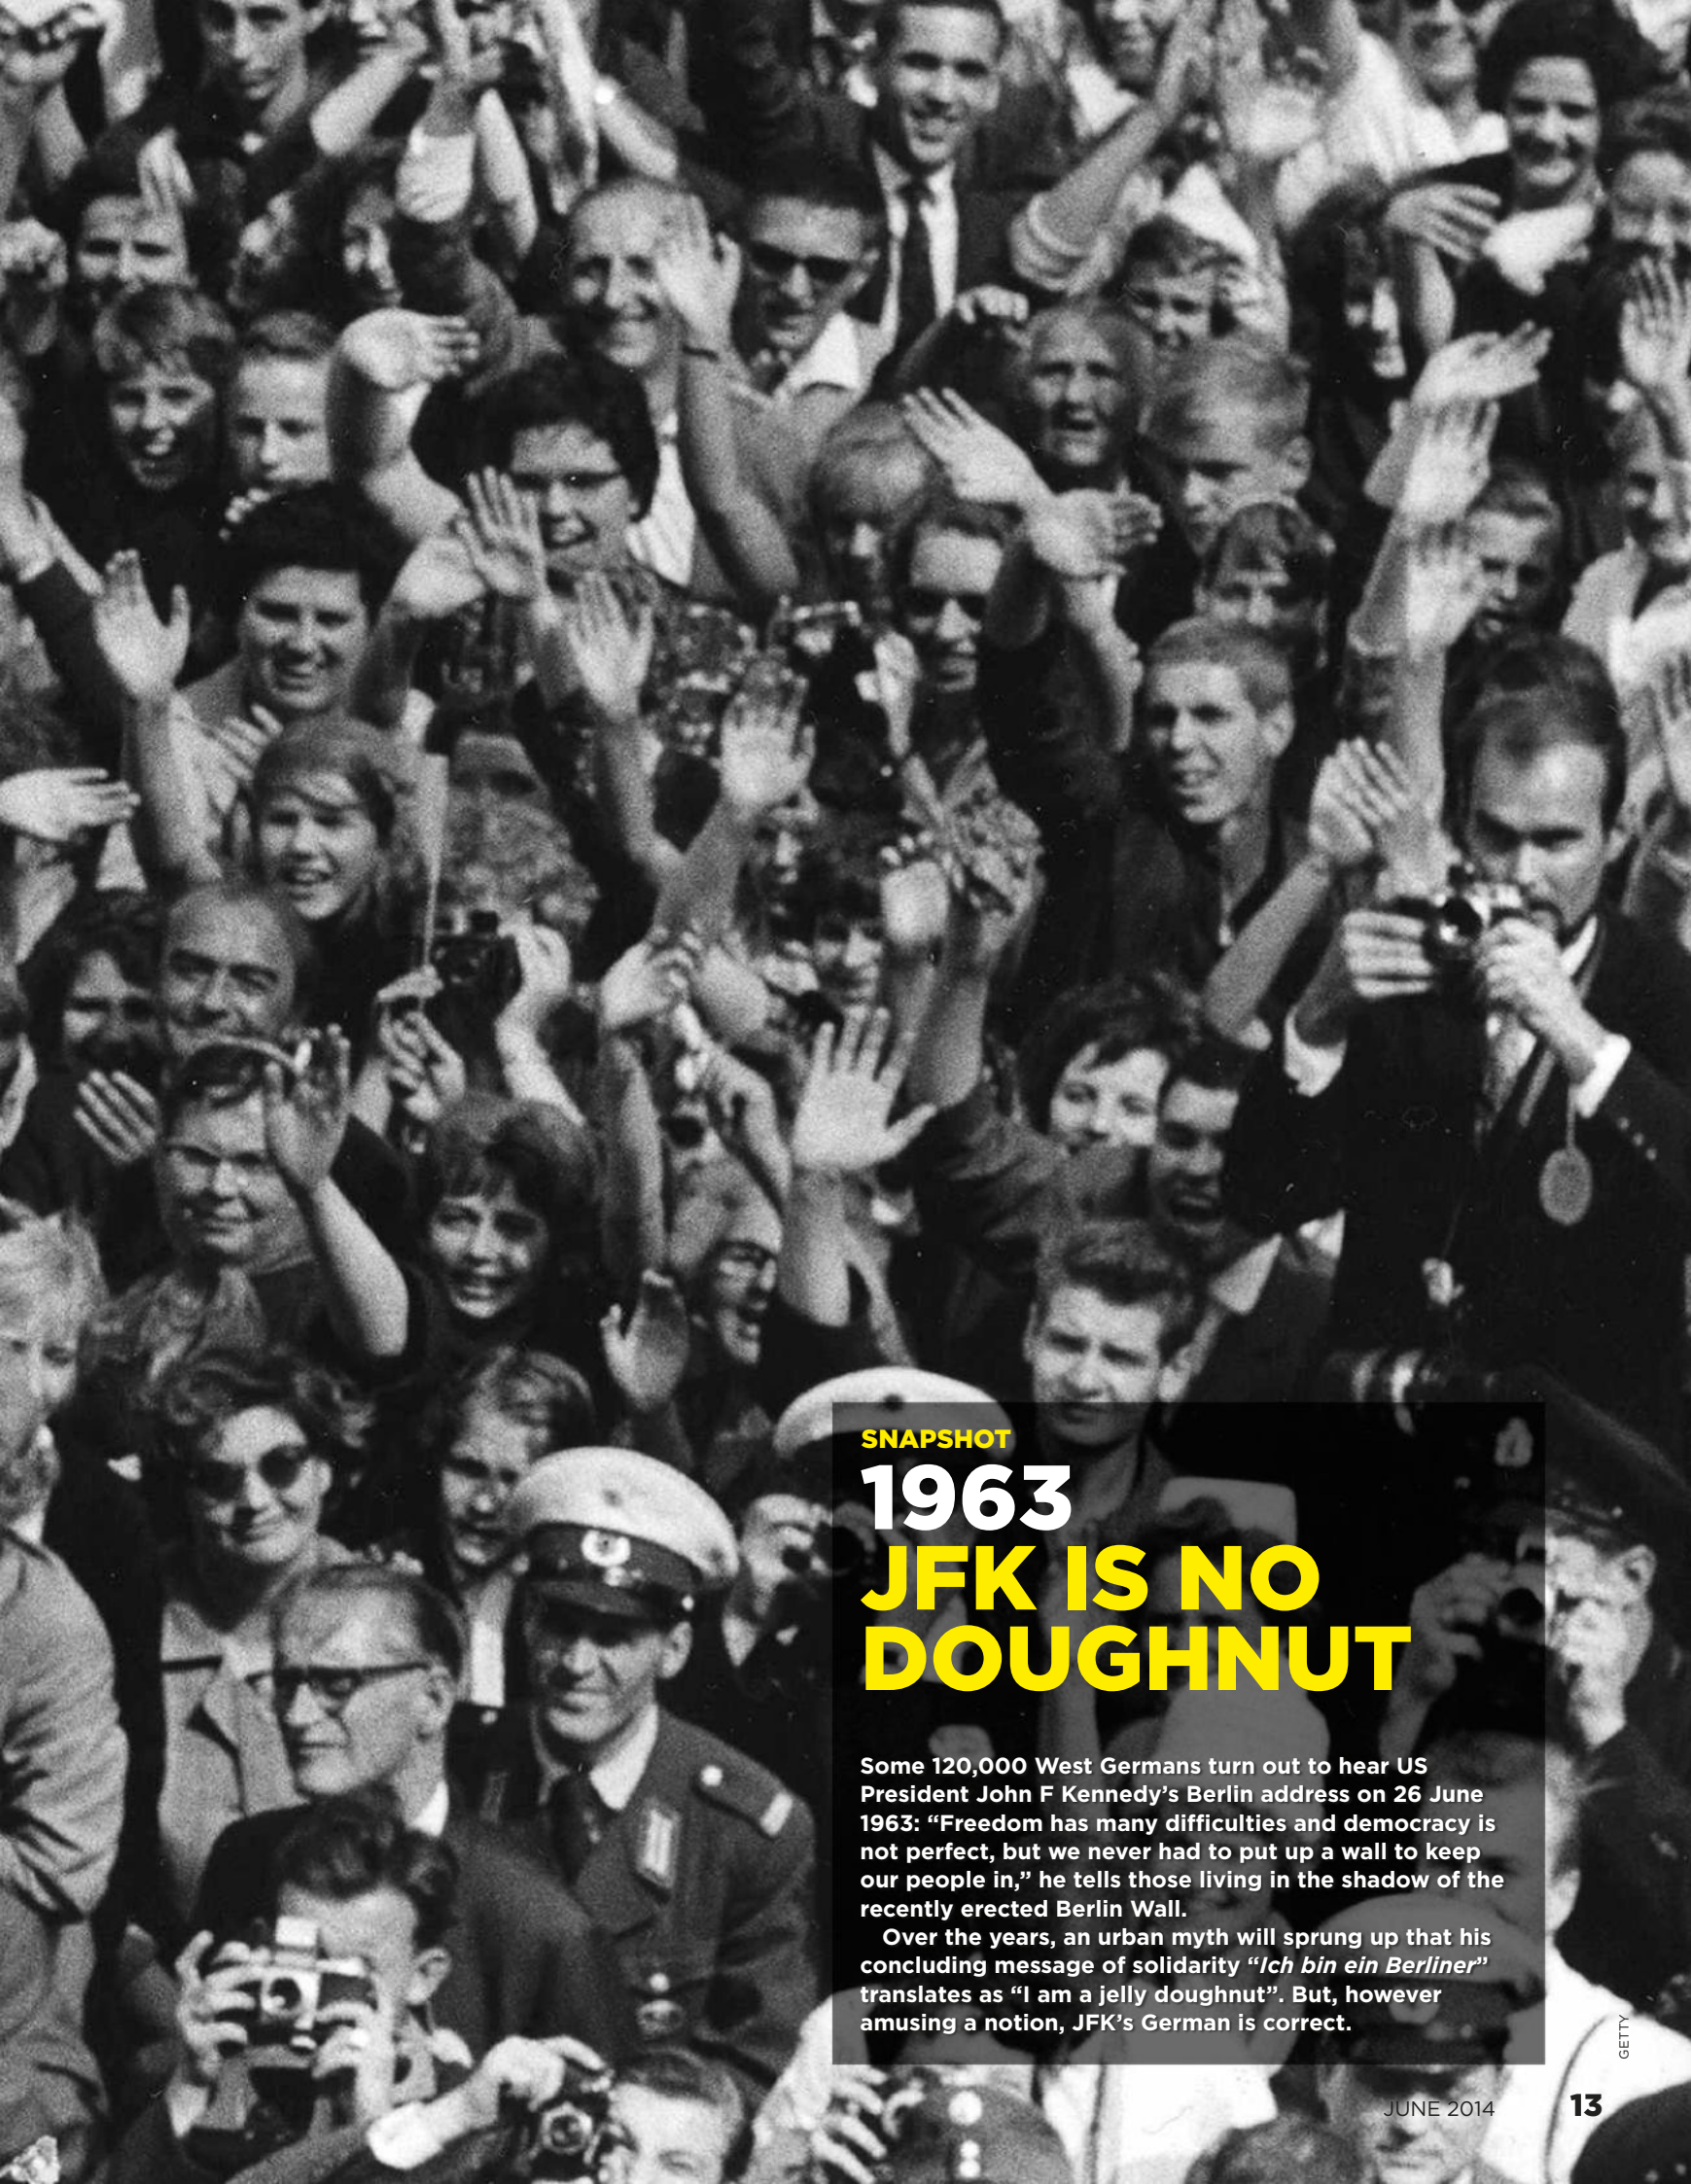 SNAPSHOT
1963
JFK IS NO
DOUGHNUT
Some 120,000 West Germans turn out to hear US
President John F Kennedy’s Berlin address on 26 June
1963: “Freedom has many difficulties and democracy is
not perfect, but we never had to put up a wall to keep
our people in,” he tells those living in the shadow of the
recently erected Berlin Wall.
Over the years, an urban myth will sprung up that his
concluding message of solidarity “Ich bin ein Berliner”
translates as “I am a jelly doughnut”. But, however
amusing a notion, JFK’s German is correct.
GETTY
JUNE 2014
13